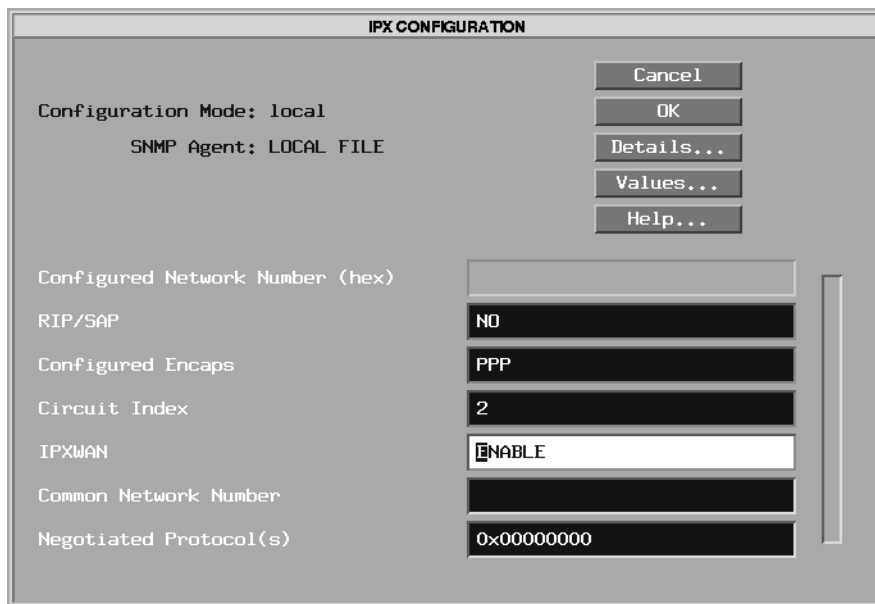 IPX CONFIGURATION
Cancel
Configuration Mode: local
OK
SNMP Agent: LOCAL FILE
Details...
Values...
Help...
Configured Network Number (hex)
RIP/SAP NO
Configured Encaps PPP
Circuit Index 2
IPXWAN ENABLE
Common Network Number
Negotiated Protocol(s) 0x00000000